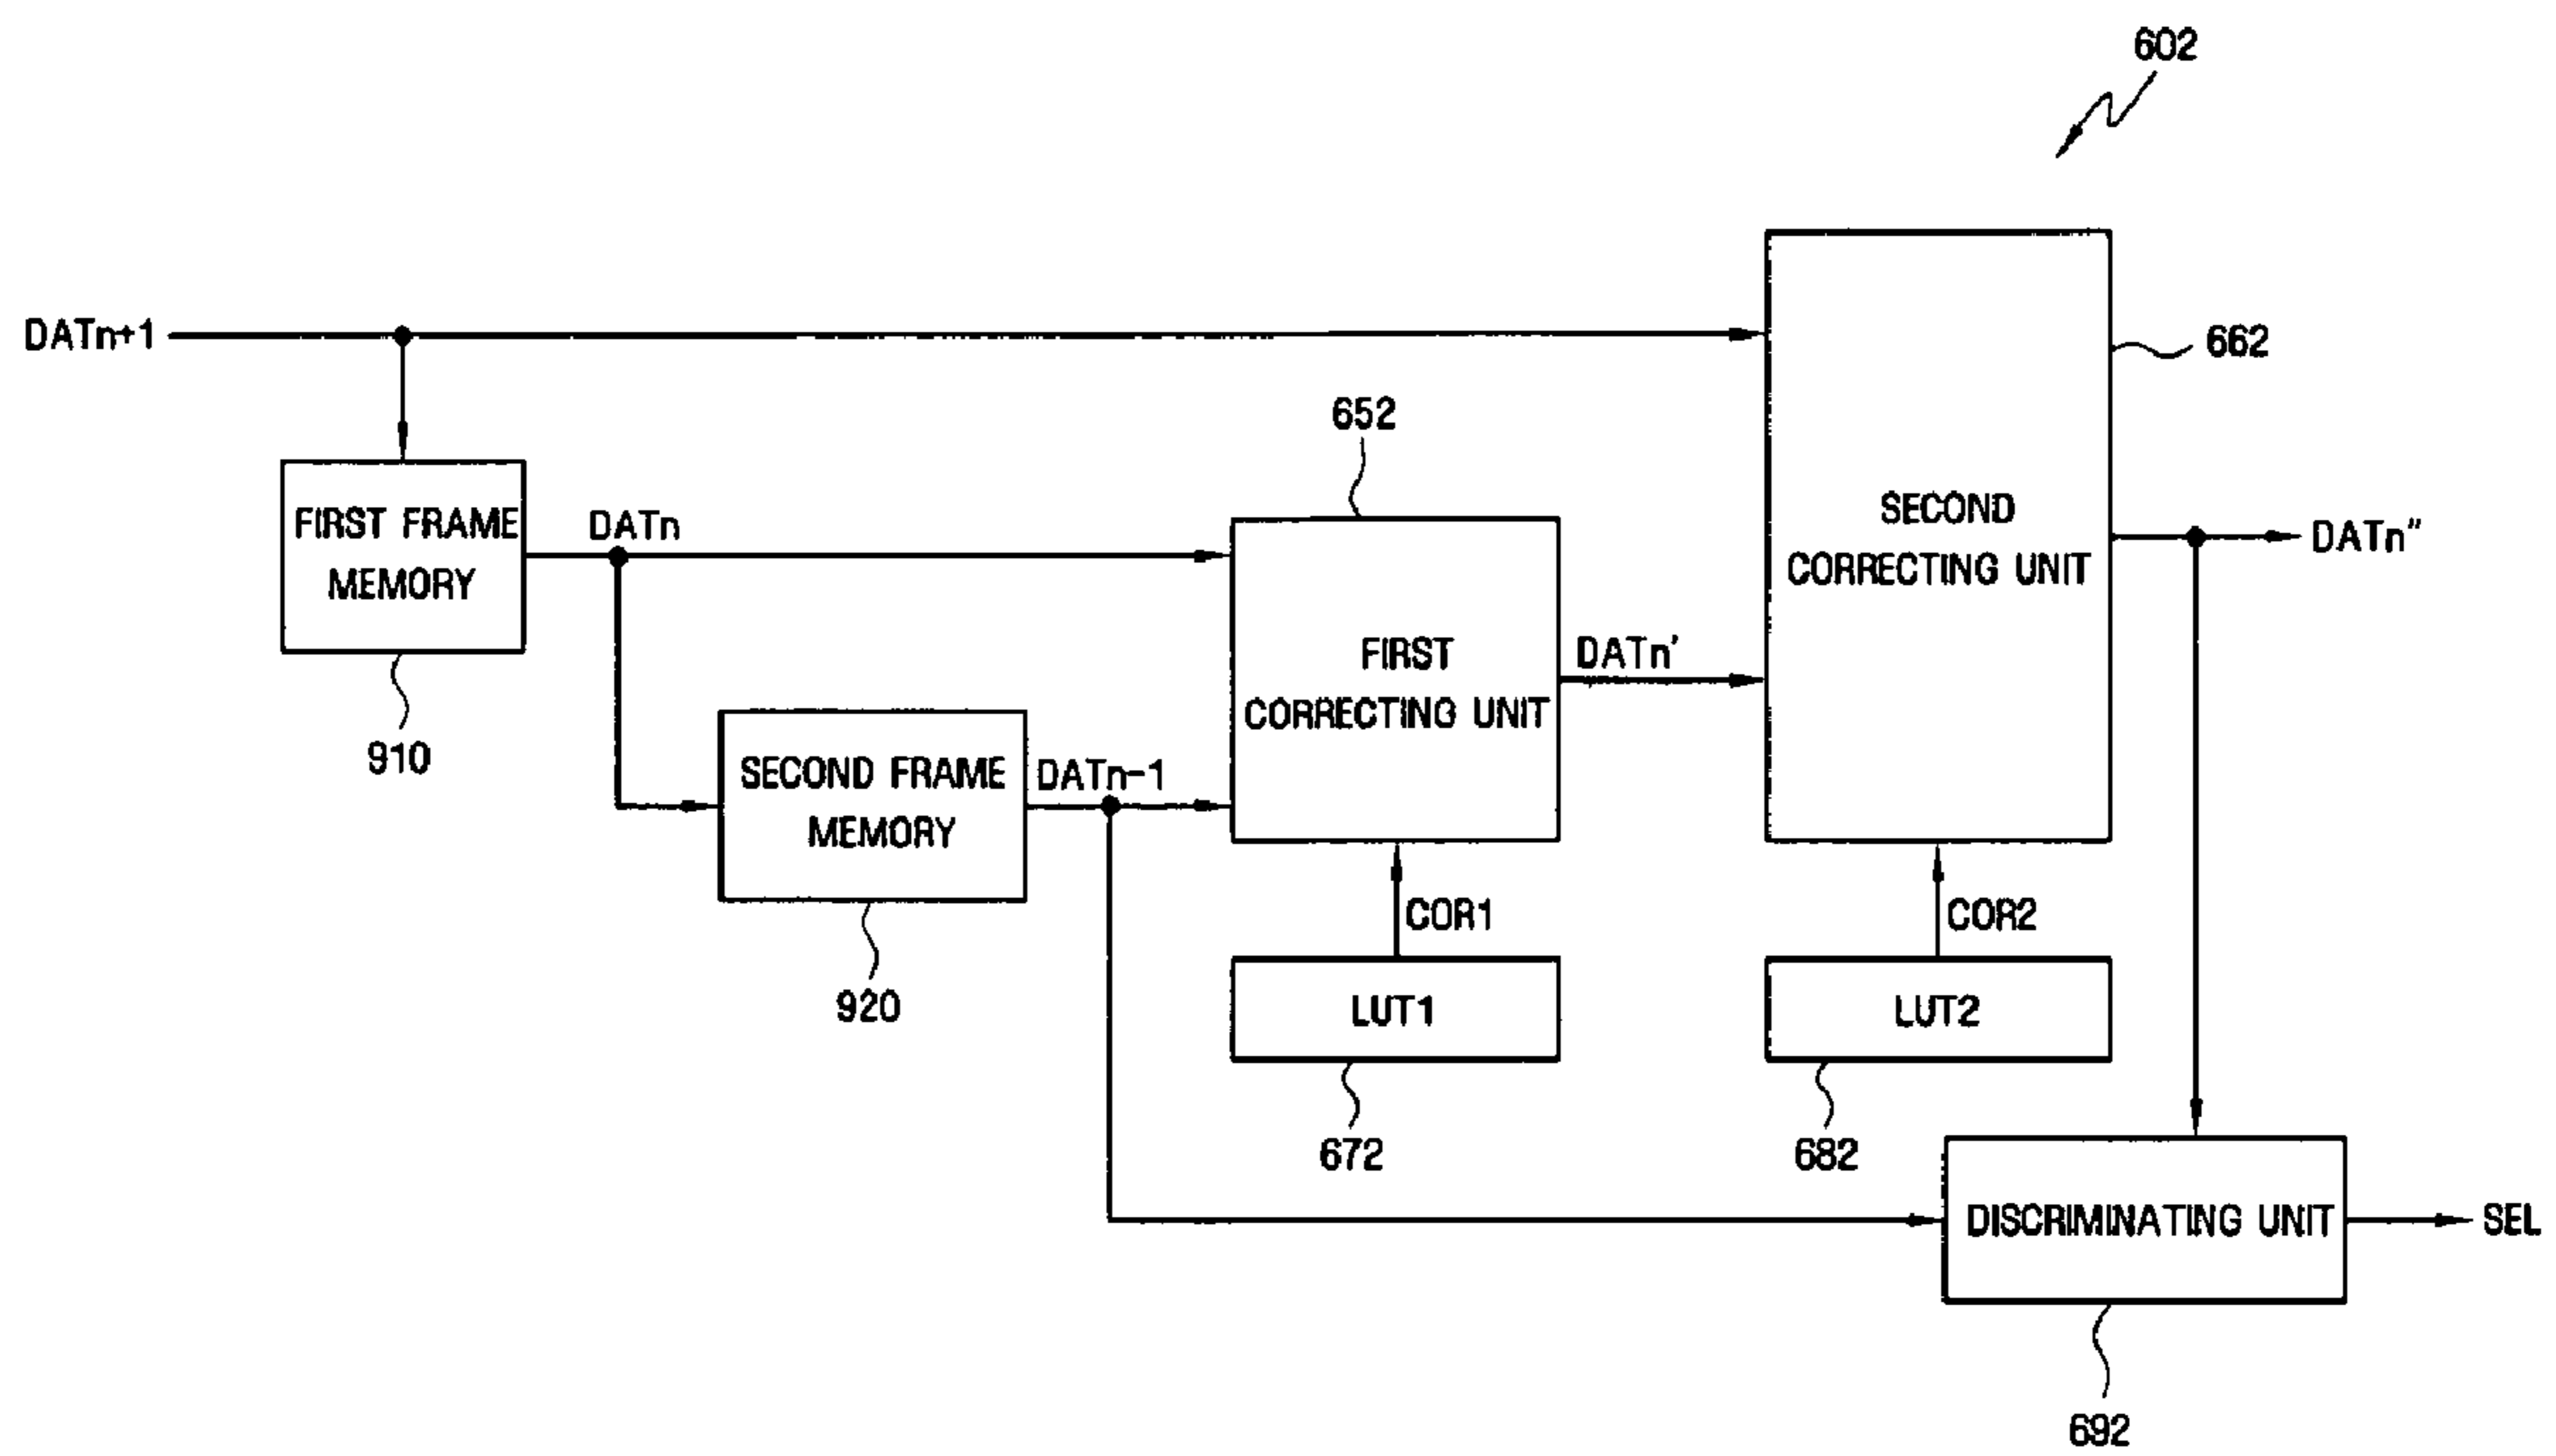 602
DATn+1
662
652
FIRST FRAME
MEMORY
DATn
SECOND
CORRECTING UNIT
DATn"
FIRST
CORRECTING UNIT
DATn'
910
SECOND FRAME
MEMORY
DATn-1
COR1
COR2
920
LUT1
LUT2
672
682
DISCRIMINATING UNIT
SEL
692